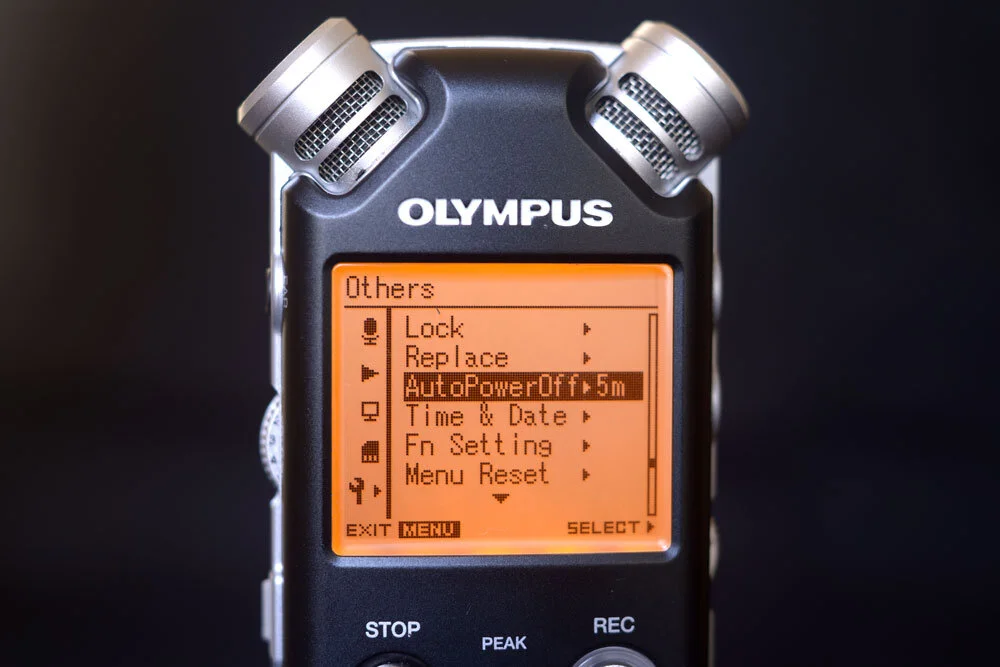 OLYMPUS
Others
Lock
Replace
AutoPowerOff 5m
Time & Date
Fn Setting
Menu Reset
EXIT MENU SELECT
STOP PEAK REC